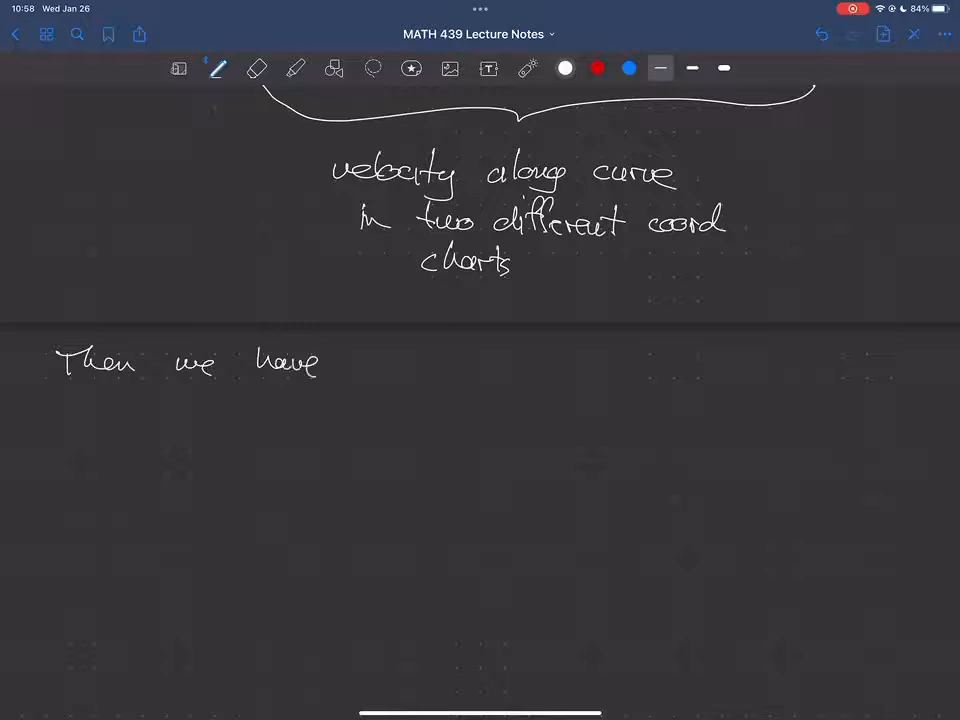 10:58 Wed Jan 26
84%
MATH 439 Lecture Notes
velocity along curve
in two different coord
charts
Then we have